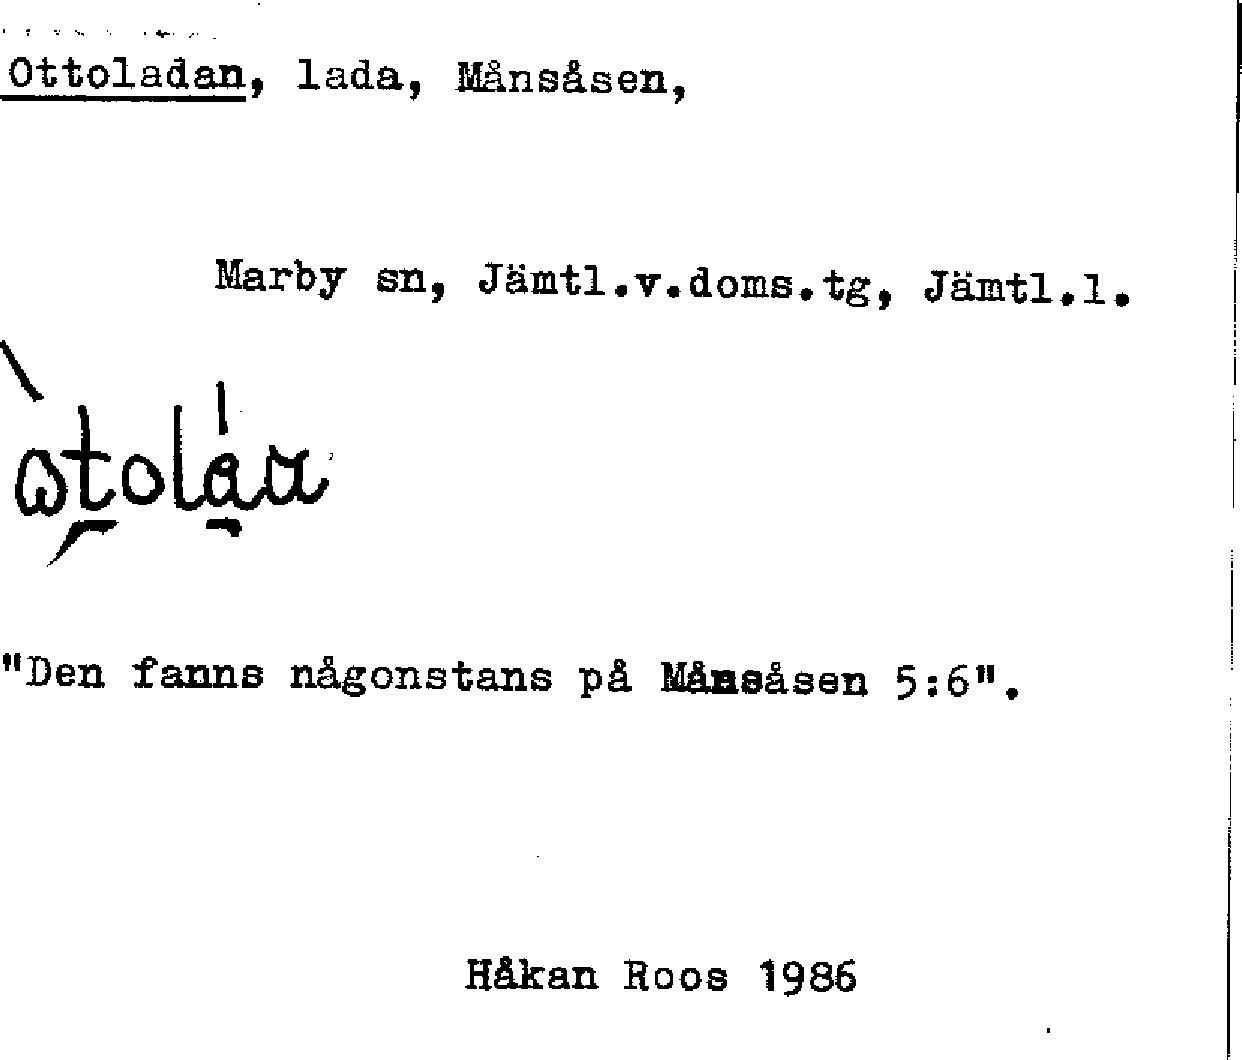 Ottoladan, lada, Månsåsen,
Marby sn, Jämtl.v.doms.tg, Jämtl.l.
"Den fanns någonstans på Månsåsen 5:6".
Håkan Roos 1986